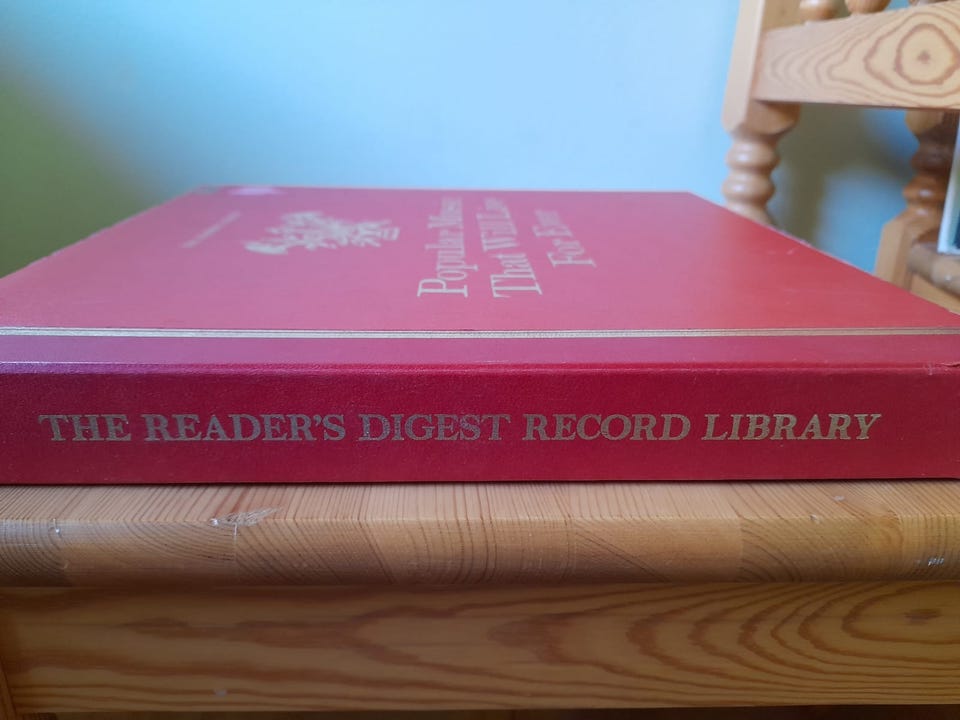 Popular Music
That Will Live
For Ever
THE READER'S DIGEST RECORD LIBRARY